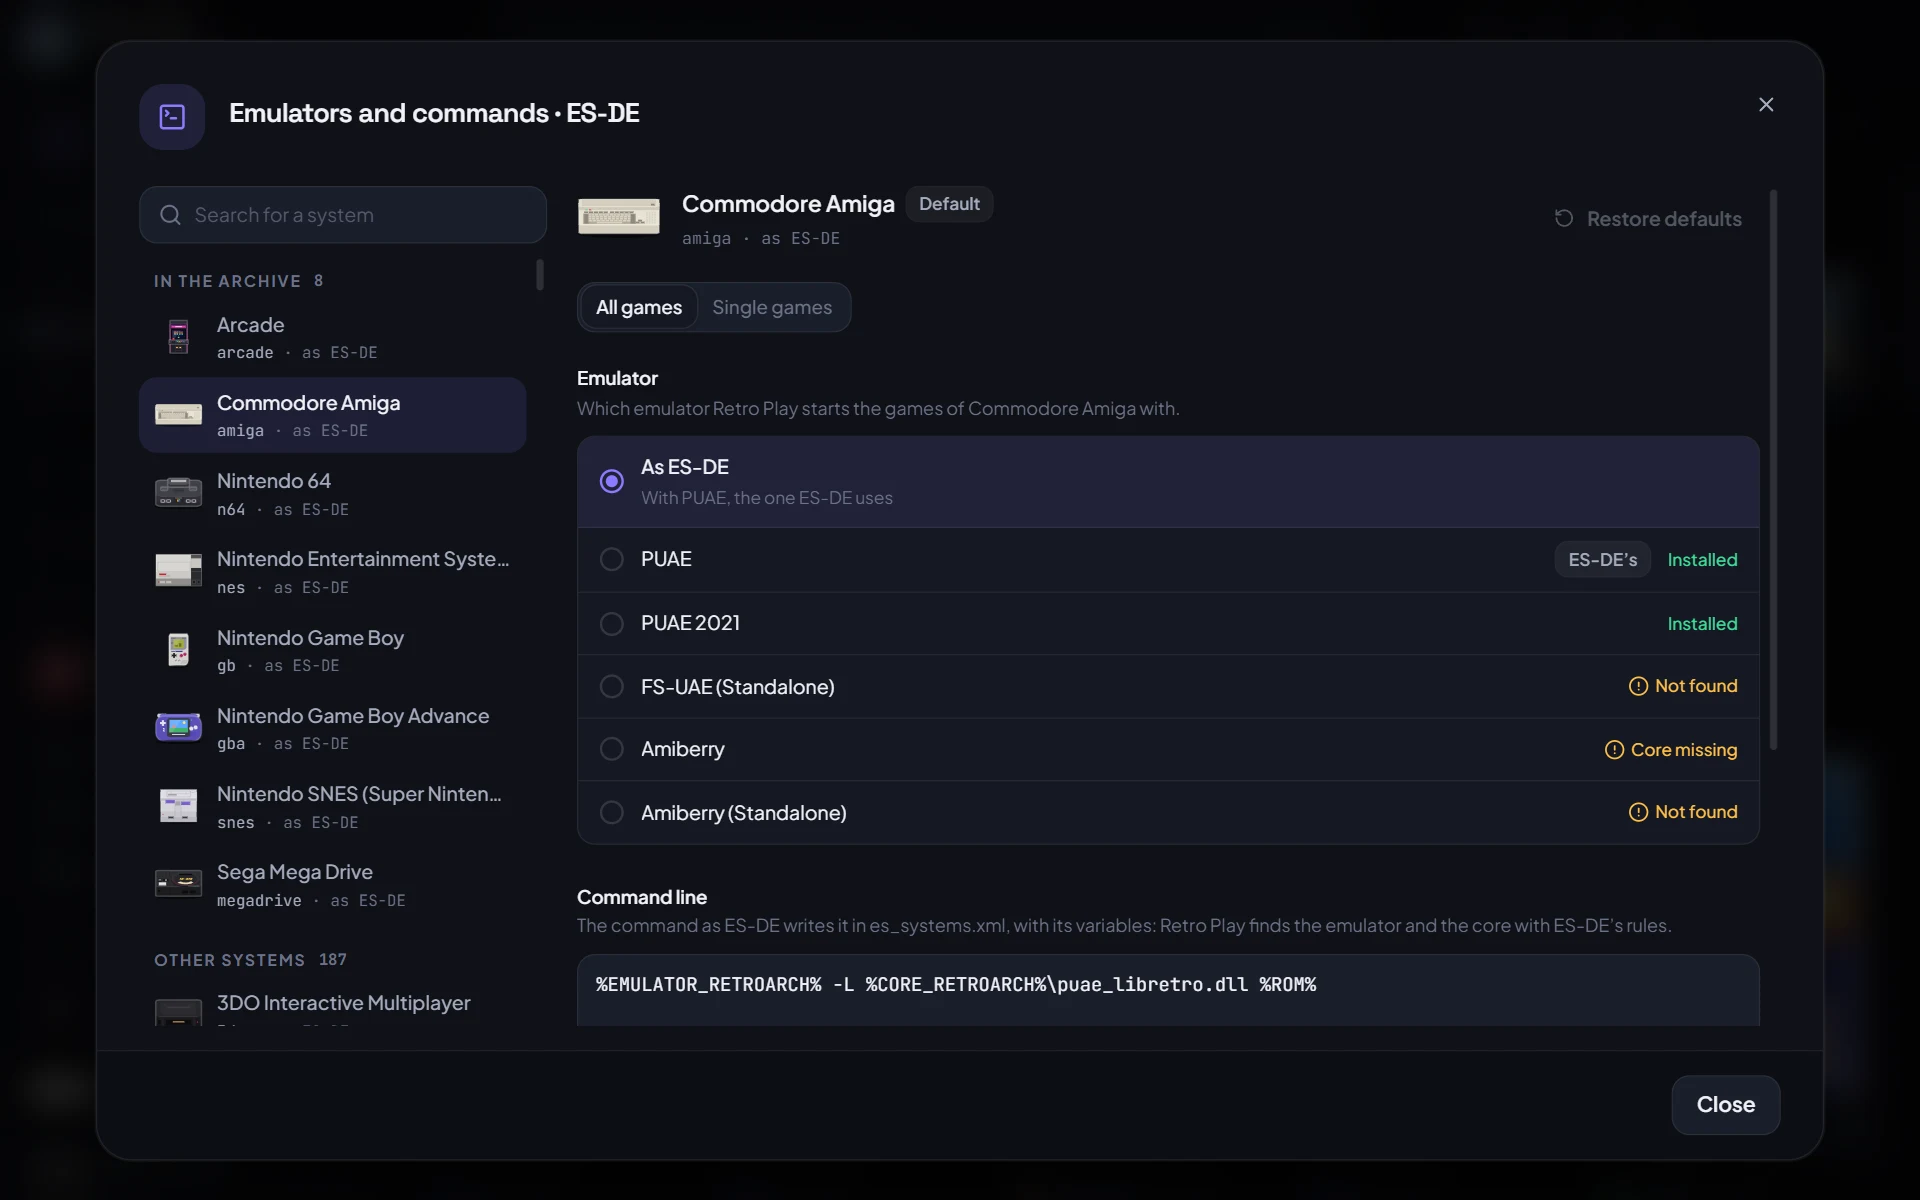 Emulators and commands · ES-DE
Search for a system
IN THE ARCHIVE 8
Arcade
arcade · as ES-DE
Commodore Amiga
amiga · as ES-DE
Nintendo 64
n64 · as ES-DE
Nintendo Entertainment Syste...
nes · as ES-DE
Nintendo Game Boy
gb · as ES-DE
Nintendo Game Boy Advance
gba · as ES-DE
Nintendo SNES (Super Ninten...
snes · as ES-DE
Sega Mega Drive
megadrive · as ES-DE
OTHER SYSTEMS 187
3DO Interactive Multiplayer
Commodore Amiga Default
amiga · as ES-DE
Restore defaults
All games Single games
Emulator
Which emulator Retro Play starts the games of Commodore Amiga with.
As ES-DE
With PUAE, the one ES-DE uses
PUAE ES-DE's Installed
PUAE 2021 Installed
FS-UAE (Standalone) Not found
Amiberry Core missing
Amiberry (Standalone) Not found
Command line
The command as ES-DE writes it in es_systems.xml, with its variables: Retro Play finds the emulator and the core with ES-DE's rules.
%EMULATOR_RETROARCH% -L %CORE_RETROARCH%\puae_libretro.dll %ROM%
Close